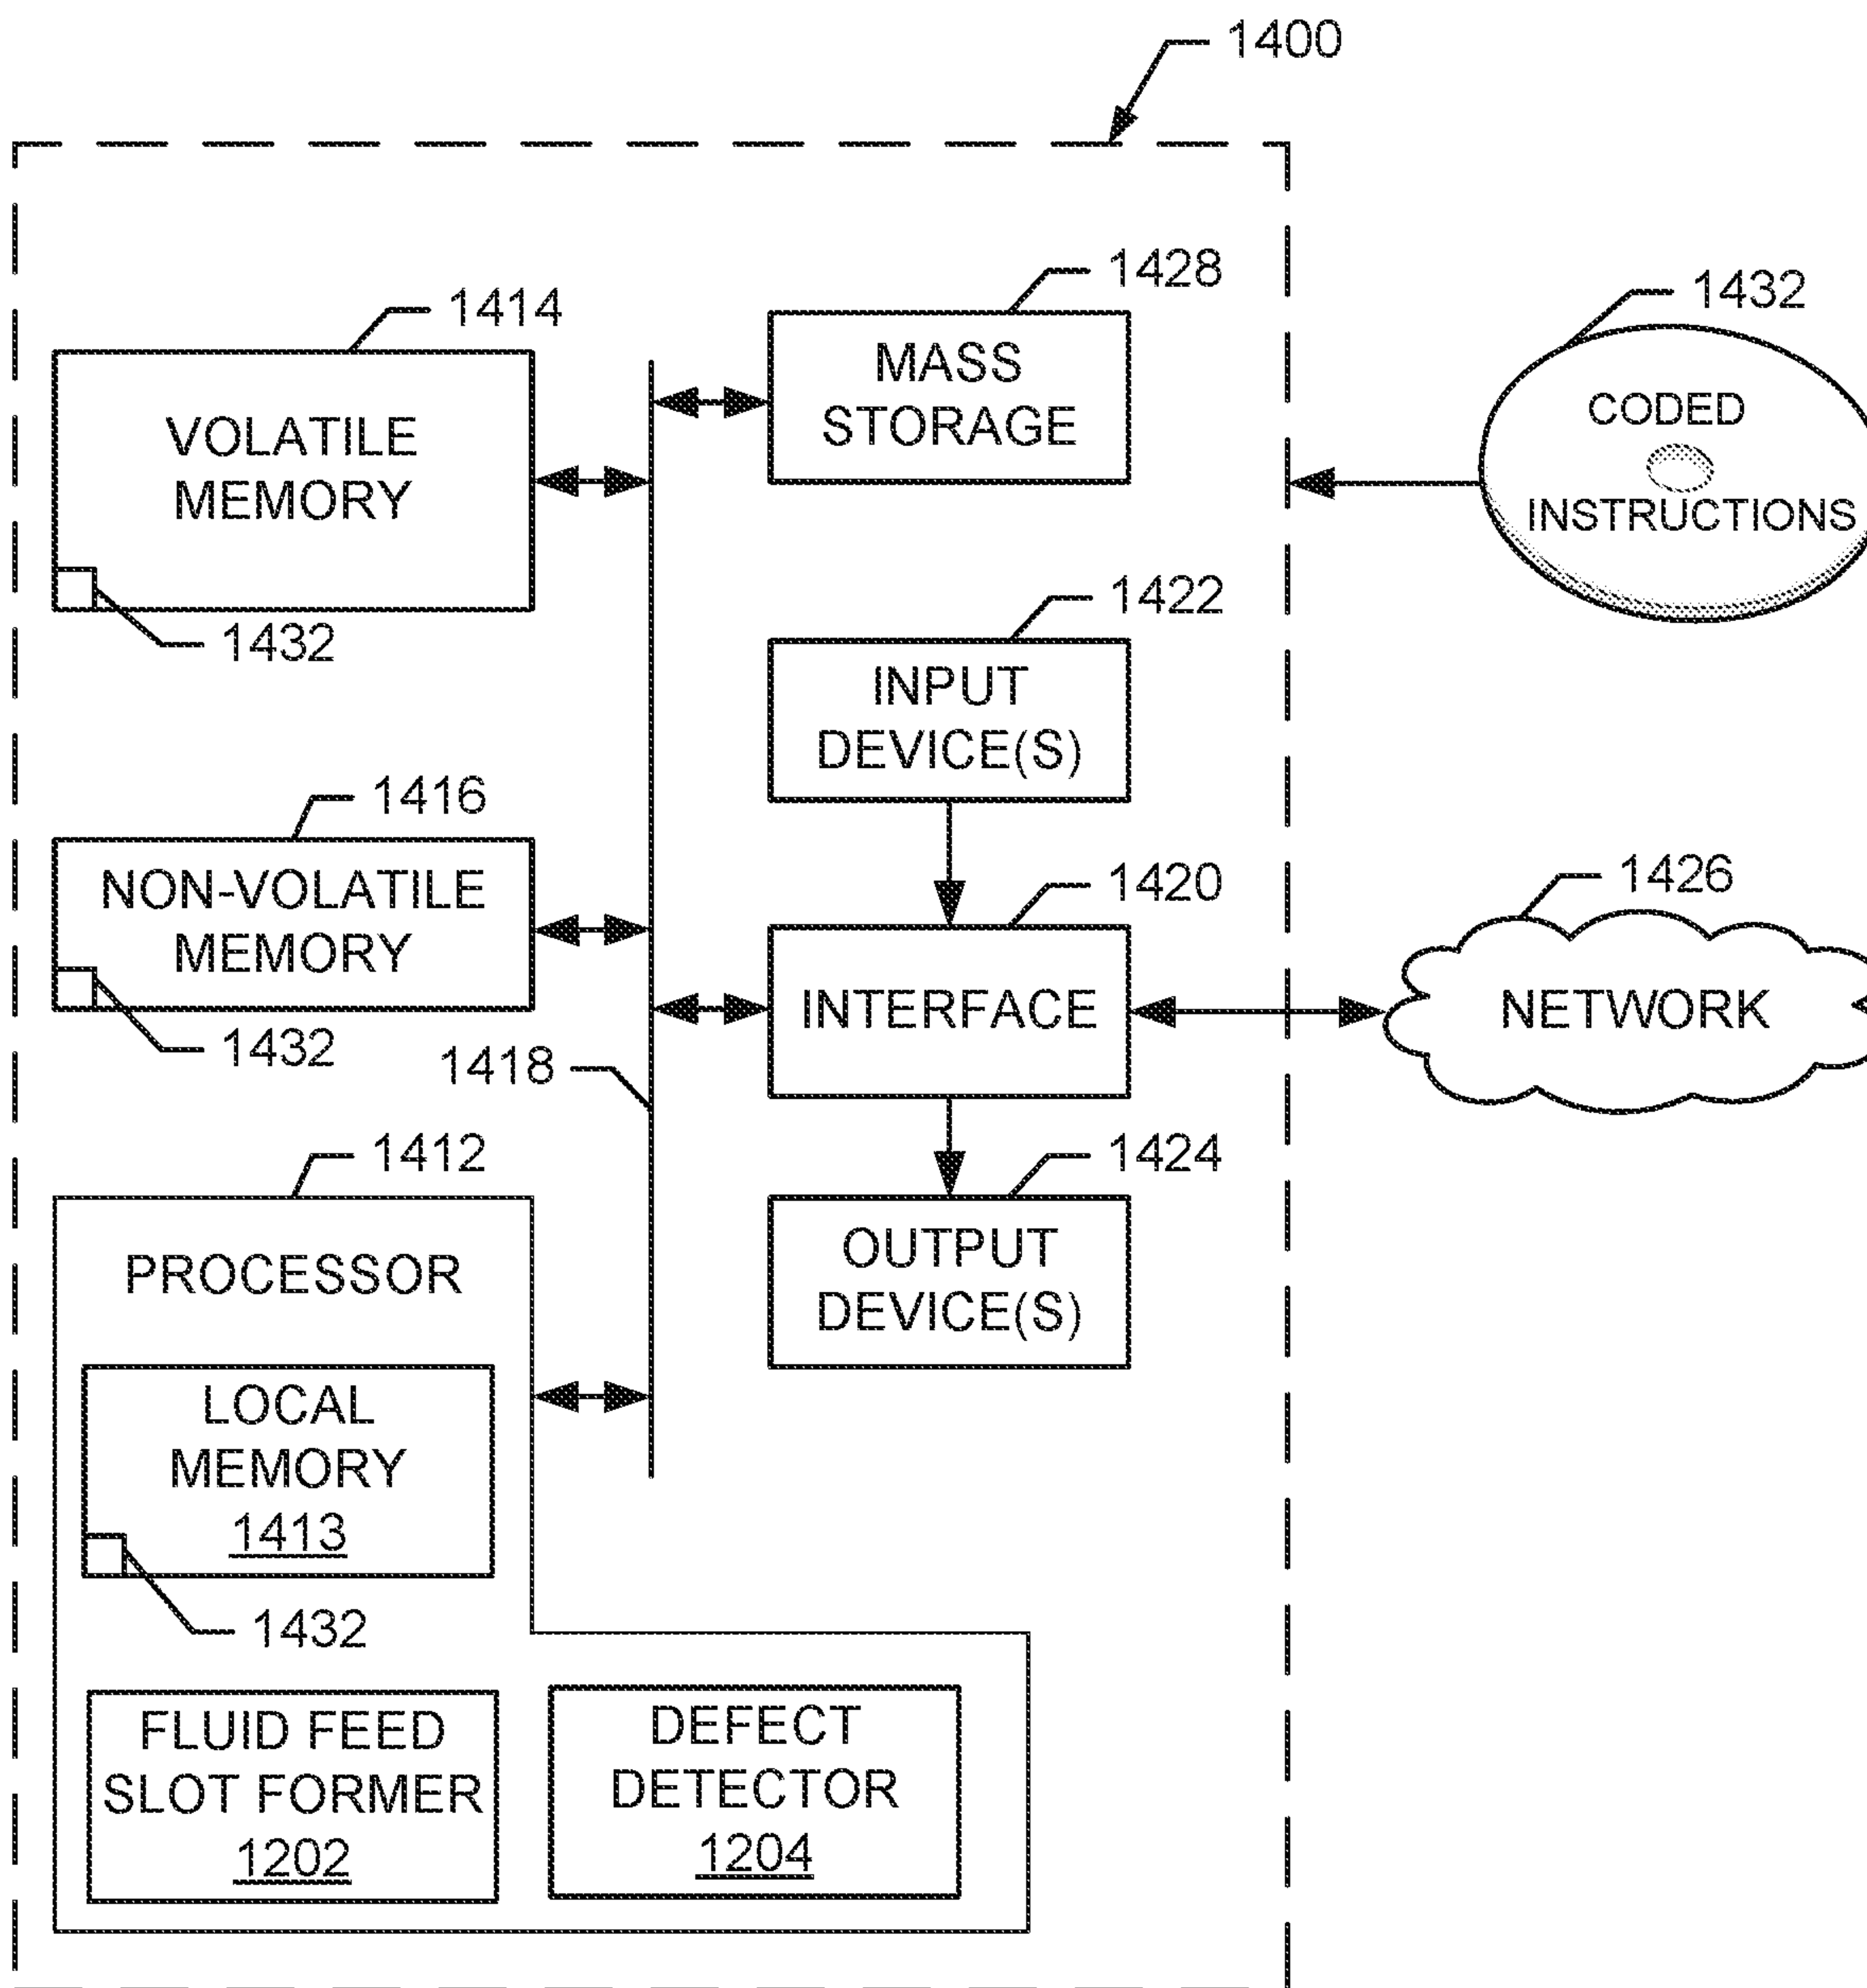 1400
1428
MASS
STORAGE
1414
VOLATILE
MEMORY
1432
1432
CODED
INSTRUCTIONS
1422
INPUT
DEVICE(S)
1416
NON-VOLATILE
MEMORY
1432
1420
INTERFACE
1426
NETWORK
1418
1412
PROCESSOR
1424
OUTPUT
DEVICE(S)
LOCAL
MEMORY
1413
1432
FLUID FEED
SLOT FORMER
1202
DEFECT
DETECTOR
1204